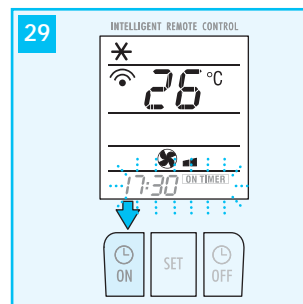 29
INTELLIGENT REMOTE CONTROL
26 °C
17:30 ON TIMER
ON SET OFF